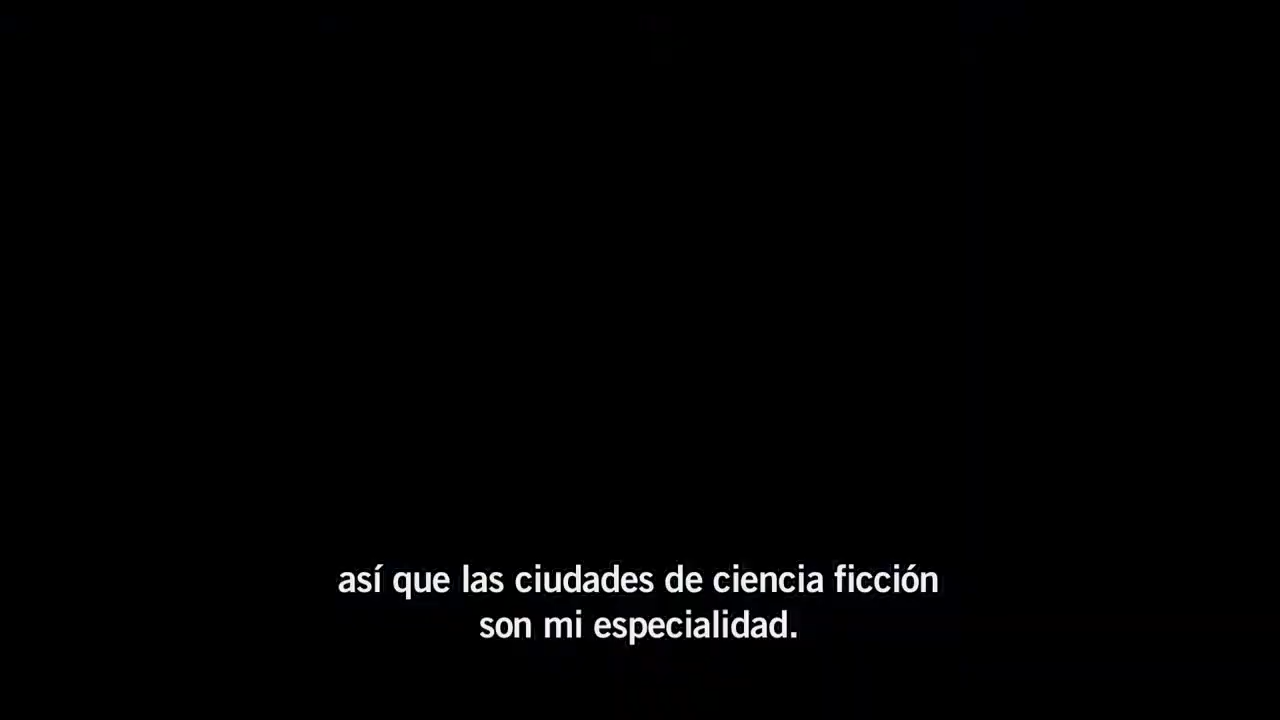 así que las ciudades de ciencia ficción
son mi especialidad.